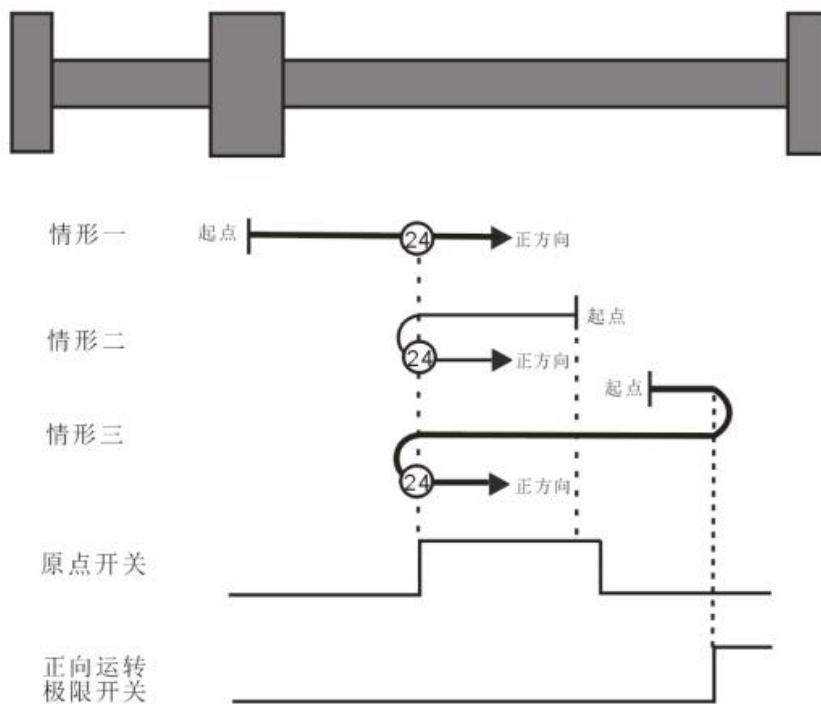 情形一
起点
24
正方向
起点
情形二
24
正方向
起点
情形三
24
正方向
原点开关
正向运转
极限开关